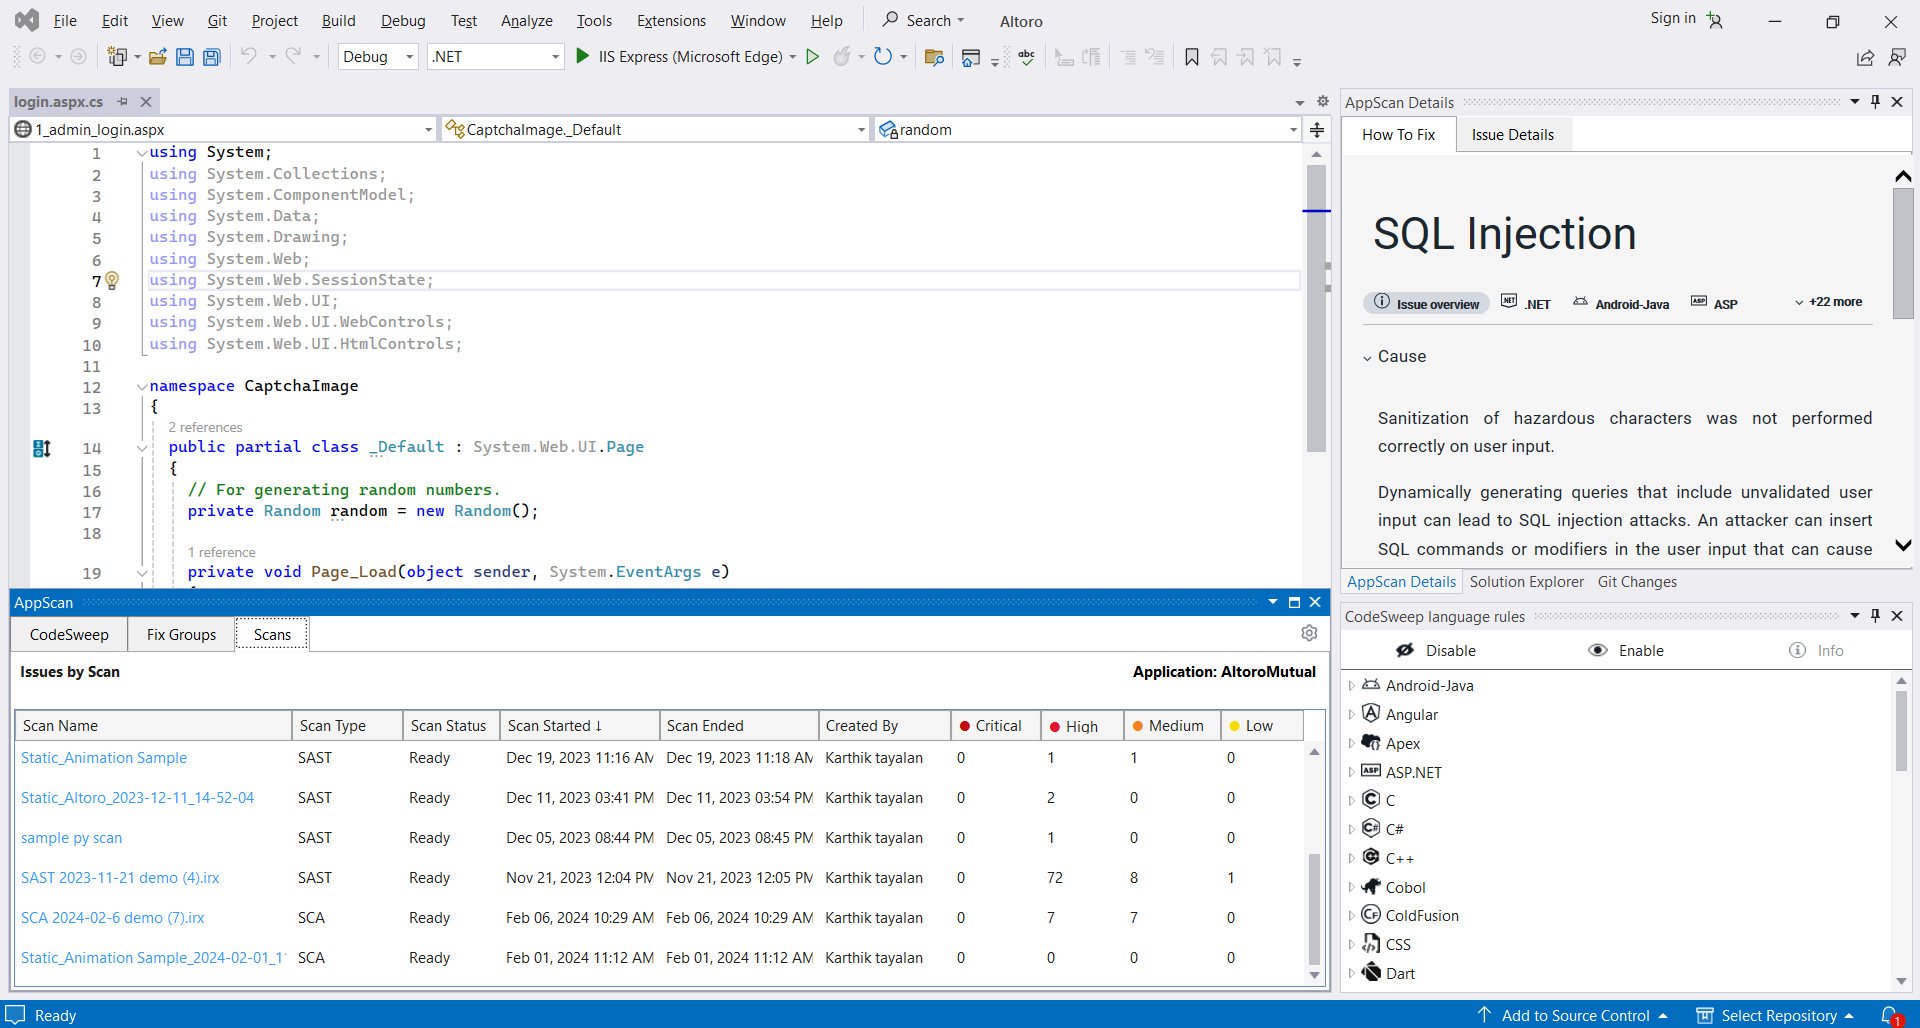 File Edit View Git Project Build Debug Test Analyze Tools Extensions Window Help Search Altoro Sign in
Debug .NET IIS Express (Microsoft Edge) abc
login.aspx.cs
1_admin_login.aspx CaptchaImage._Default random
1 using System;
2 using System.Collections;
3 using System.ComponentModel;
4 using System.Data;
5 using System.Drawing;
6 using System.Web;
7 using System.Web.SessionState;
8 using System.Web.UI;
9 using System.Web.UI.WebControls;
10 using System.Web.UI.HtmlControls;
11
12 namespace CaptchaImage
13 {
2 references
14 public partial class _Default : System.Web.UI.Page
15 {
16 // For generating random numbers.
17 private Random random = new Random();
18
1 reference
19 private void Page_Load(object sender, System.EventArgs e)
AppScan Details
How To Fix Issue Details
SQL Injection
Issue overview .NET Android-Java ASP +22 more
Cause
Sanitization of hazardous characters was not performed
correctly on user input.
Dynamically generating queries that include unvalidated user
input can lead to SQL injection attacks. An attacker can insert
SQL commands or modifiers in the user input that can cause
AppScan Details Solution Explorer Git Changes
AppScan
CodeSweep Fix Groups Scans
Issues by Scan Application: AltoroMutual
Scan Name Scan Type Scan Status Scan Started ↓ Scan Ended Created By Critical High Medium Low
Static_Animation Sample SAST Ready Dec 19, 2023 11:16 AM Dec 19, 2023 11:18 AM Karthik tayalan 0 1 1 0
Static_Altoro_2023-12-11_14-52-04 SAST Ready Dec 11, 2023 03:41 PM Dec 11, 2023 03:54 PM Karthik tayalan 0 2 0 0
sample py scan SAST Ready Dec 05, 2023 08:44 PM Dec 05, 2023 08:45 PM Karthik tayalan 0 1 0 0
SAST 2023-11-21 demo (4).irx SAST Ready Nov 21, 2023 12:04 PM Nov 21, 2023 12:05 PM Karthik tayalan 0 72 8 1
SCA 2024-02-6 demo (7).irx SCA Ready Feb 06, 2024 10:29 AM Feb 06, 2024 10:29 AM Karthik tayalan 0 7 7 0
Static_Animation Sample_2024-02-01_1 SCA Ready Feb 01, 2024 11:12 AM Feb 01, 2024 11:12 AM Karthik tayalan 0 0 0 0
CodeSweep language rules
Disable Enable Info
Android-Java
Angular
Apex
ASP ASP.NET
C
C#
C++
Cobol
ColdFusion
CSS
Dart
Ready Add to Source Control Select Repository 1